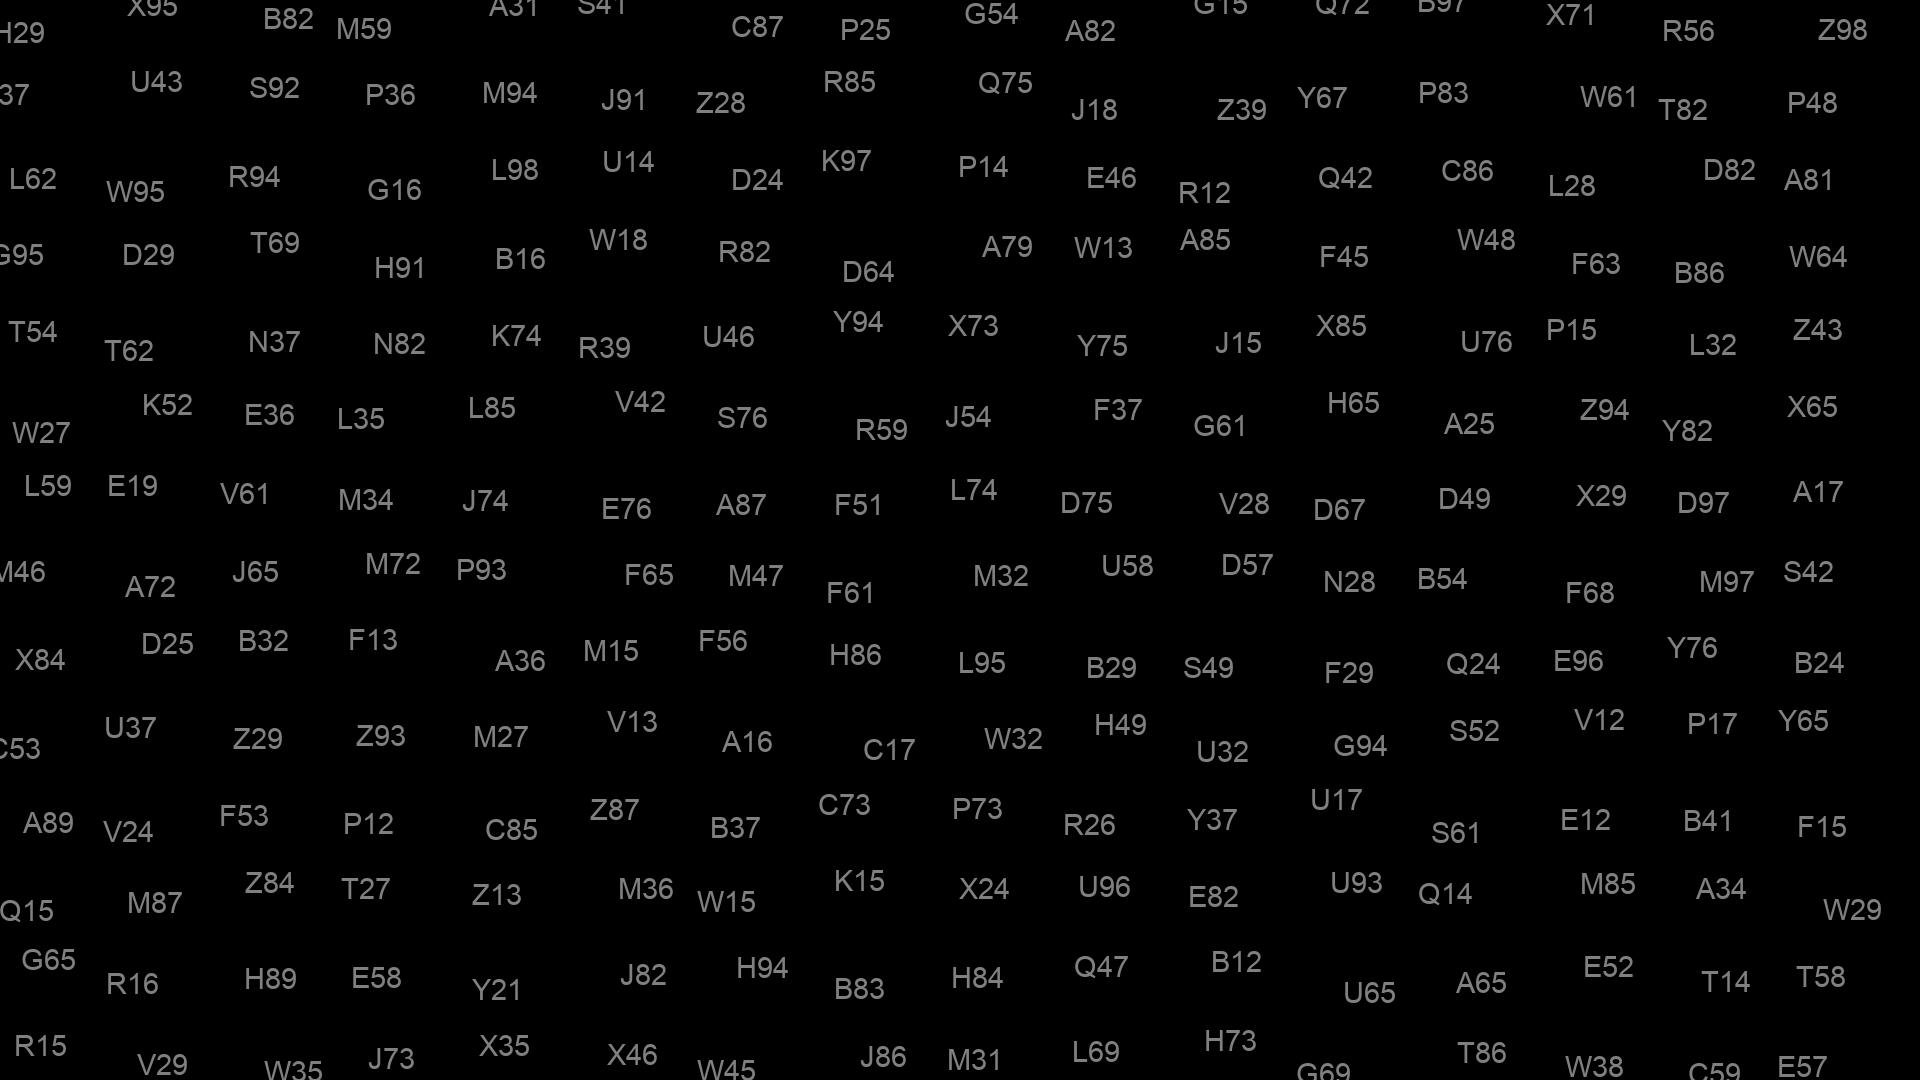 H29 X95 B82 M59 A31 S41 C87 P25 G54 A82 G15 Q72 B97 X71 R56 Z98
37 U43 S92 P36 M94 J91 Z28 R85 Q75 J18 Z39 Y67 P83 W61 T82 P48
L62 W95 R94 G16 L98 U14 D24 K97 P14 E46 R12 Q42 C86 L28 D82 A81
G95 D29 T69 H91 B16 W18 R82 D64 A79 W13 A85 F45 W48 F63 B86 W64
T54 T62 N37 N82 K74 R39 U46 Y94 X73 Y75 J15 X85 U76 P15 L32 Z43
W27 K52 E36 L35 L85 V42 S76 R59 J54 F37 G61 H65 A25 Z94 Y82 X65
L59 E19 V61 M34 J74 E76 A87 F51 L74 D75 V28 D67 D49 X29 D97 A17
M46 A72 J65 M72 P93 F65 M47 F61 M32 U58 D57 N28 B54 F68 M97 S42
X84 D25 B32 F13 A36 M15 F56 H86 L95 B29 S49 F29 Q24 E96 Y76 B24
C53 U37 Z29 Z93 M27 V13 A16 C17 W32 H49 U32 G94 S52 V12 P17 Y65
A89 V24 F53 P12 C85 Z87 B37 C73 P73 R26 Y37 U17 S61 E12 B41 F15
Q15 M87 Z84 T27 Z13 M36 W15 K15 X24 U96 E82 U93 Q14 M85 A34 W29
G65 R16 H89 E58 Y21 J82 H94 B83 H84 Q47 B12 U65 A65 E52 T14 T58
R15 V29 W35 J73 X35 X46 W45 J86 M31 L69 H73 G69 T86 W38 C59 E57